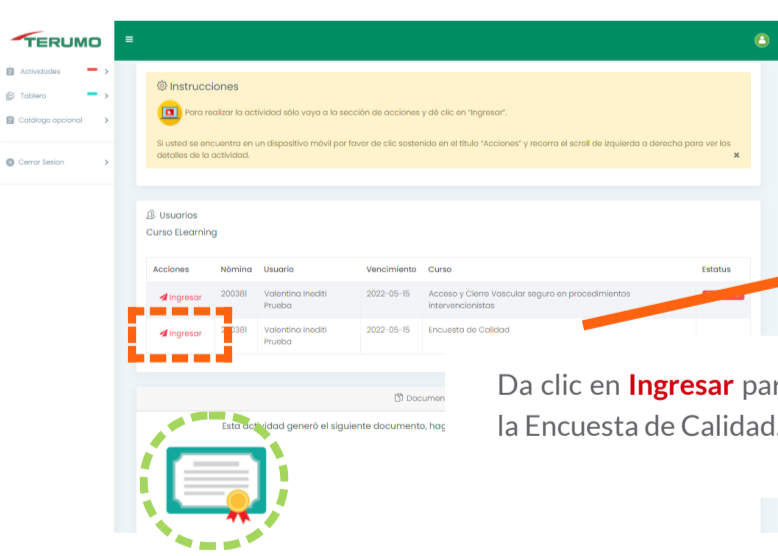 TERUMO
Actividades
Tablero
Catálogo opcional
Cerrar Sesion
Instrucciones
Para realizar la actividad sólo vaya a la sección de acciones y dé clic en "Ingresar".
Si usted se encuentra en un dispositivo móvil por favor de clic sostenido en el título "Acciones" y recorra el scroll de izquierda a derecha para ver los
detalles de la actividad.
Usuarios
Curso ELearning
Acciones Nómina Usuario Vencimiento Curso Estatus
Ingresar 200381 Valentina Inediti Prueba 2022-05-15 Acceso y Cierre Vascular seguro en procedimientos intervencionistas
Ingresar Valentina Inediti Prueba 2022-05-15 Encuesta de Calidad
Esta actividad generó el siguiente documento,
Da clic en Ingresar
la Encuesta de Calidad.